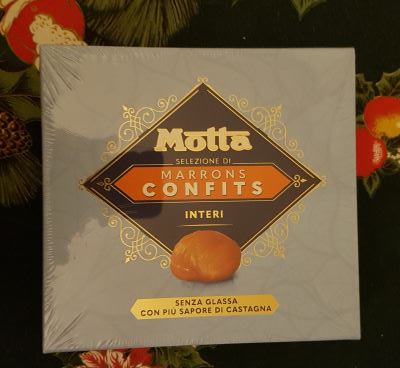 Motta
SELEZIONE DI
MARRONS
CONFITS
INTERI
SENZA GLASSA
CON PIÙ SAPORE DI CASTAGNA